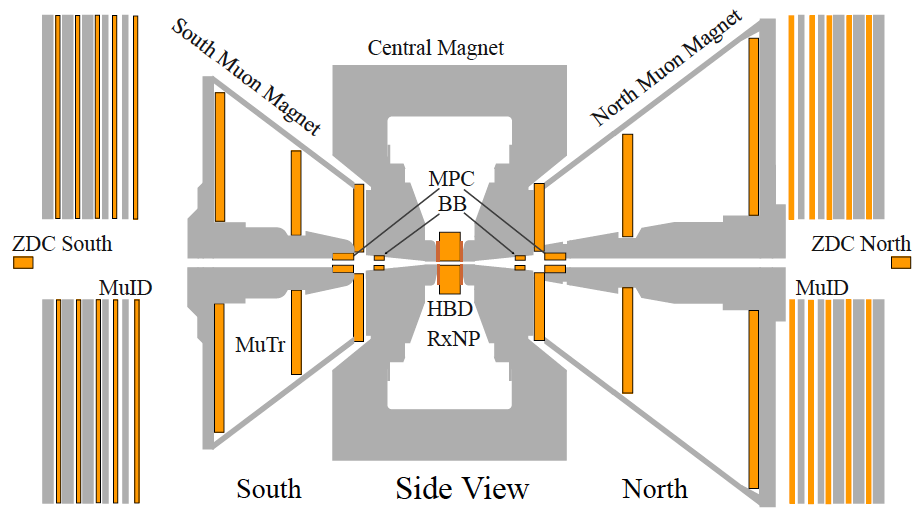 South Muon Magnet
Central Magnet
North Muon Magnet
MPC
BB
ZDC South
ZDC North
MuID
MuID
HBD
RxNP
MuTr
South
Side View
North